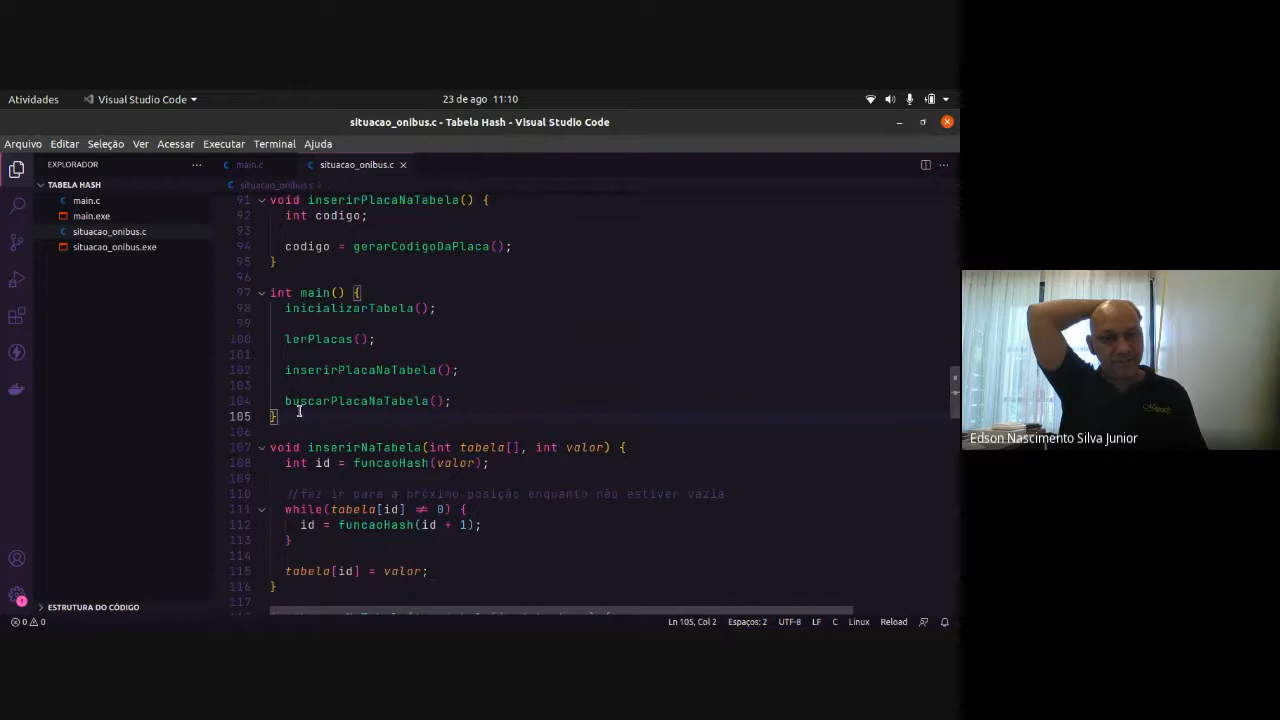 Atividades Visual Studio Code 23 de ago 11:10
situacao_onibus.c - Tabela Hash - Visual Studio Code
Arquivo Editar Seleção Ver Acessar Executar Terminal Ajuda
EXPLORADOR
TABELA HASH
main.c
main.exe
situacao_onibus.c
situacao_onibus.exe
ESTRUTURA DO CÓDIGO
main.c situacao_onibus.c
situacao_onibus.c
91 void inserirPlacaNaTabela() {
92 int codigo;
93
94 codigo = gerarCodigoDaPlaca();
95 }
96
97 int main() {
98 inicializarTabela();
99
100 lerPlacas();
101
102 inserirPlacaNaTabela();
103
104 buscarPlacaNaTabela();
105 }
106
107 void inserirNaTabela(int tabela[], int valor) {
108 int id = funcaoHash(valor);
109
110 //faz ir para a próximo posição enquanto não estiver vazia
111 while(tabela[id] ≠ 0) {
112 id = funcaoHash(id + 1);
113 }
114
115 tabela[id] = valor;
116 }
117
0 0 Ln 105, Col 2 Espaços: 2 UTF-8 LF C Linux Reload
1
Edson Nascimento Silva Junior